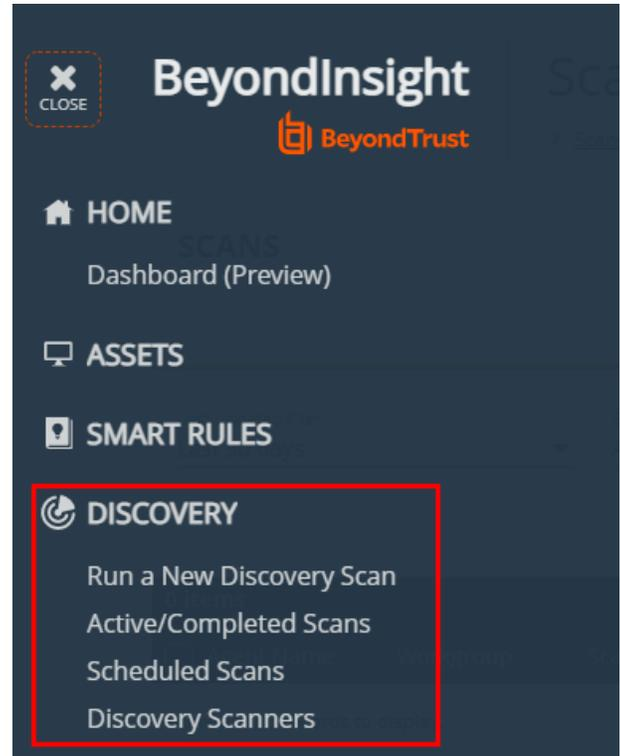 BeyondInsight
CLOSE
BeyondTrust
HOME
SCANS
Dashboard (Preview)
ASSETS
SMART RULES
DISCOVERY
Run a New Discovery Scan
Active/Completed Scans
Scheduled Scans
Discovery Scanners